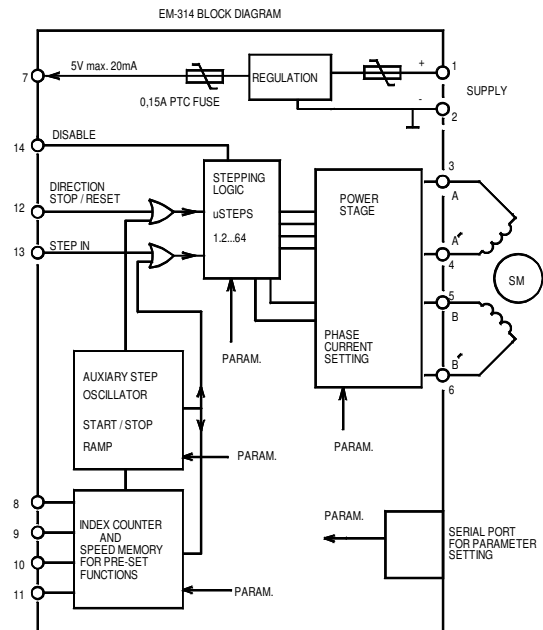 EM-314 BLOCK DIAGRAM
7
5V max. 20mA
0,15A PTC FUSE
REGULATION
+
1
-
2
SUPPLY
14
DISABLE
12
DIRECTION
STOP / RESET
13
STEP IN
STEPPING
LOGIC
uSTEPS
1.2...64
POWER
STAGE
PHASE
CURRENT
SETTING
3
A
A'
4
5
B
B'
6
SM
PARAM.
PARAM.
AUXIARY STEP
OSCILLATOR
START / STOP
RAMP
PARAM.
8
9
10
11
INDEX COUNTER
AND
SPEED MEMORY
FOR PRE-SET
FUNCTIONS
PARAM.
PARAM.
SERIAL PORT
FOR PARAMETER
SETTING